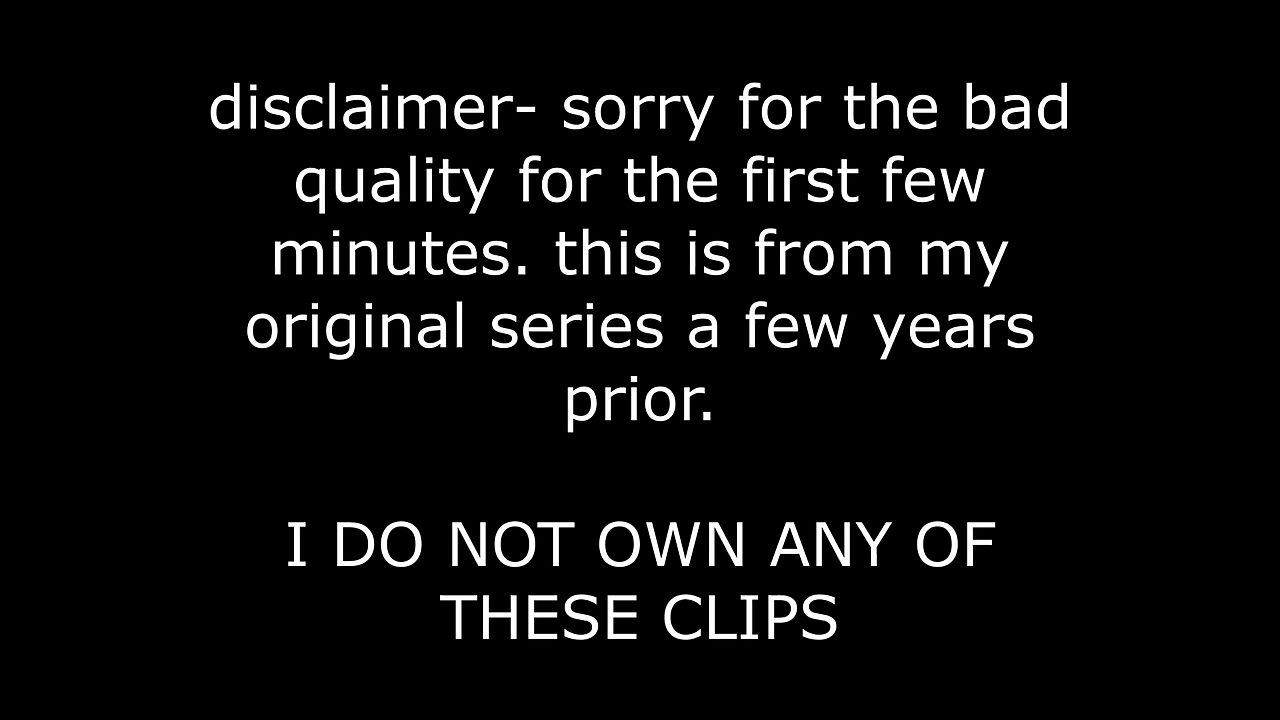 disclaimer- sorry for the bad
quality for the first few
minutes. this is from my
original series a few years
prior.
I DO NOT OWN ANY OF
THESE CLIPS